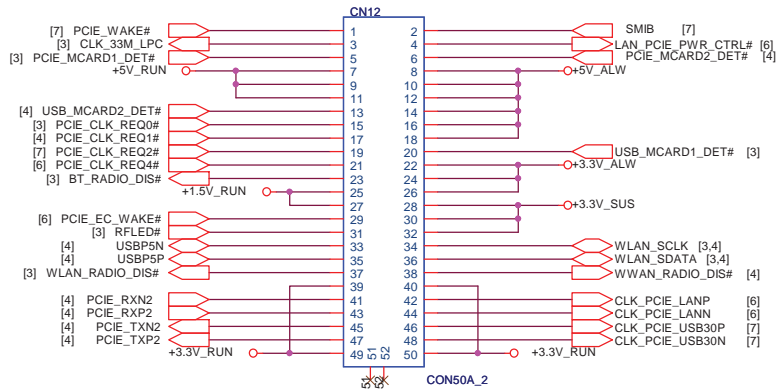 CN12
[7] PCIE_WAKE# 1 2 SMIB [7]
[3] CLK_33M_LPC 3 4 LAN_PCIE_PWR_CTRL# [6]
[3] PCIE_MCARD1_DET# 5 6 PCIE_MCARD2_DET# [4]
+5V_RUN 7 8 +5V_ALW
9 10
11 12
[4] USB_MCARD2_DET# 13 14
[3] PCIE_CLK_REQ0# 15 16
[4] PCIE_CLK_REQ1# 17 18
[7] PCIE_CLK_REQ2# 19 20 USB_MCARD1_DET# [3]
[6] PCIE_CLK_REQ4# 21 22 +3.3V_ALW
[3] BT_RADIO_DIS# 23 24
+1.5V_RUN 25 26
27 28 +3.3V_SUS
[6] PCIE_EC_WAKE# 29 30
[3] RFLED# 31 32
[4] USBP5N 33 34 WLAN_SCLK [3,4]
[4] USBP5P 35 36 WLAN_SDATA [3,4]
[3] WLAN_RADIO_DIS# 37 38 WWAN_RADIO_DIS# [4]
39 40
[4] PCIE_RXN2 41 42 CLK_PCIE_LANP [6]
[4] PCIE_RXP2 43 44 CLK_PCIE_LANN [6]
[4] PCIE_TXN2 45 46 CLK_PCIE_USB30P [7]
[4] PCIE_TXP2 47 48 CLK_PCIE_USB30N [7]
+3.3V_RUN 49 51 52 50 +3.3V_RUN
51 52
CON50A_2